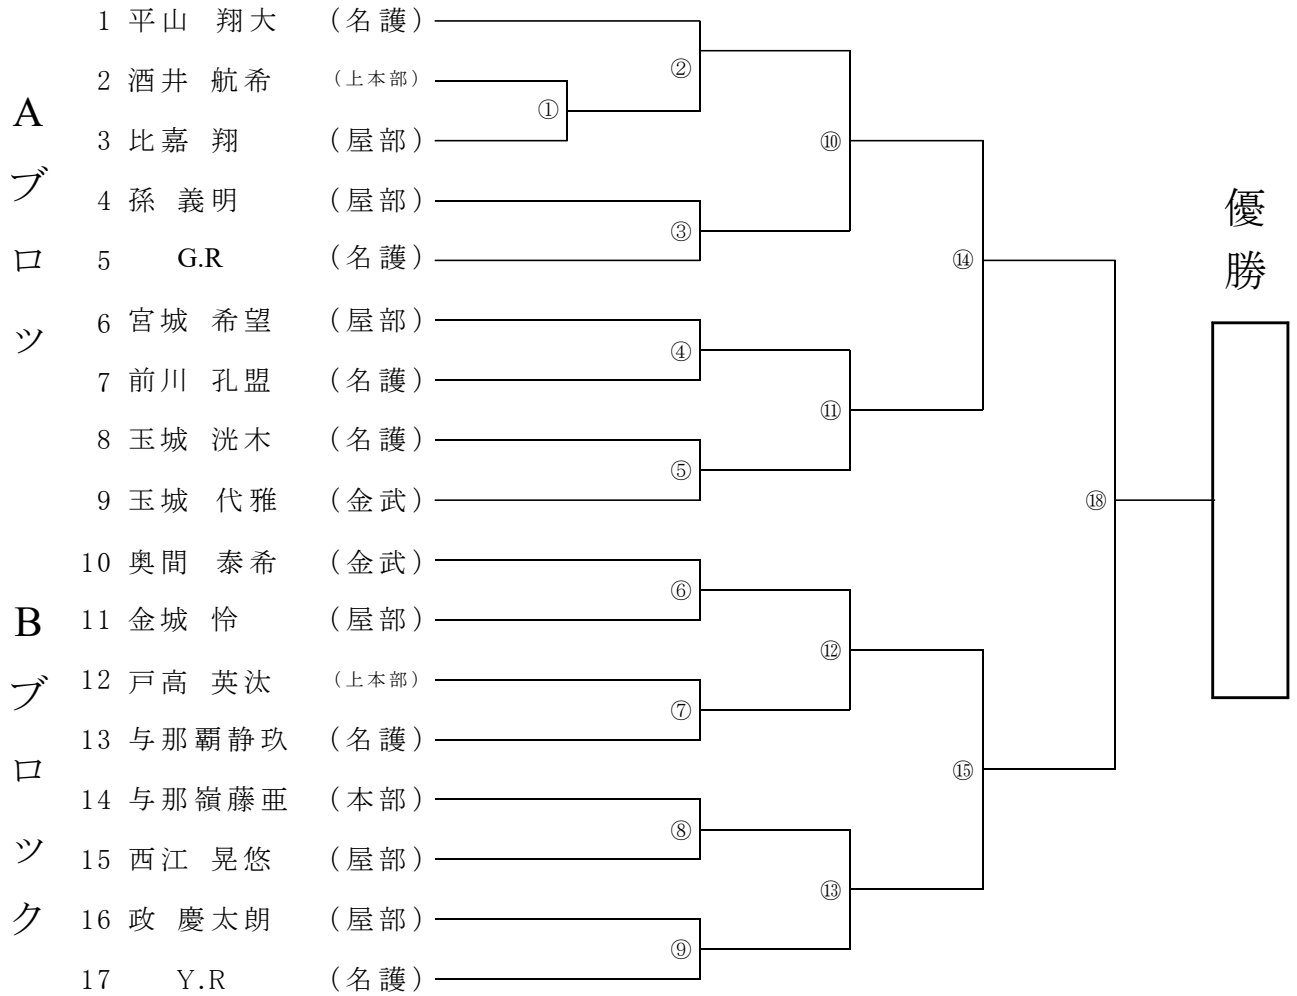 Aブロツ
1 平山 翔大 (名護)
2 酒井 航希 (上本部)
3 比嘉 翔 (屋部)
4 孫 義明 (屋部)
5 G.R (名護)
6 宮城 希望 (屋部)
7 前川 孔盟 (名護)
8 玉城 洸木 (名護)
9 玉城 代雅 (金武)
Bブロック
10 奥間 泰希 (金武)
11 金城 怜 (屋部)
12 戸高 英汰 (上本部)
13 与那覇静玖 (名護)
14 与那嶺藤亜 (本部)
15 西江 晃悠 (屋部)
16 政 慶太朗 (屋部)
17 Y.R (名護)
①
②
③
④
⑤
⑥
⑦
⑧
⑨
⑩
⑪
⑫
⑬
⑭
⑮
⑱
優勝